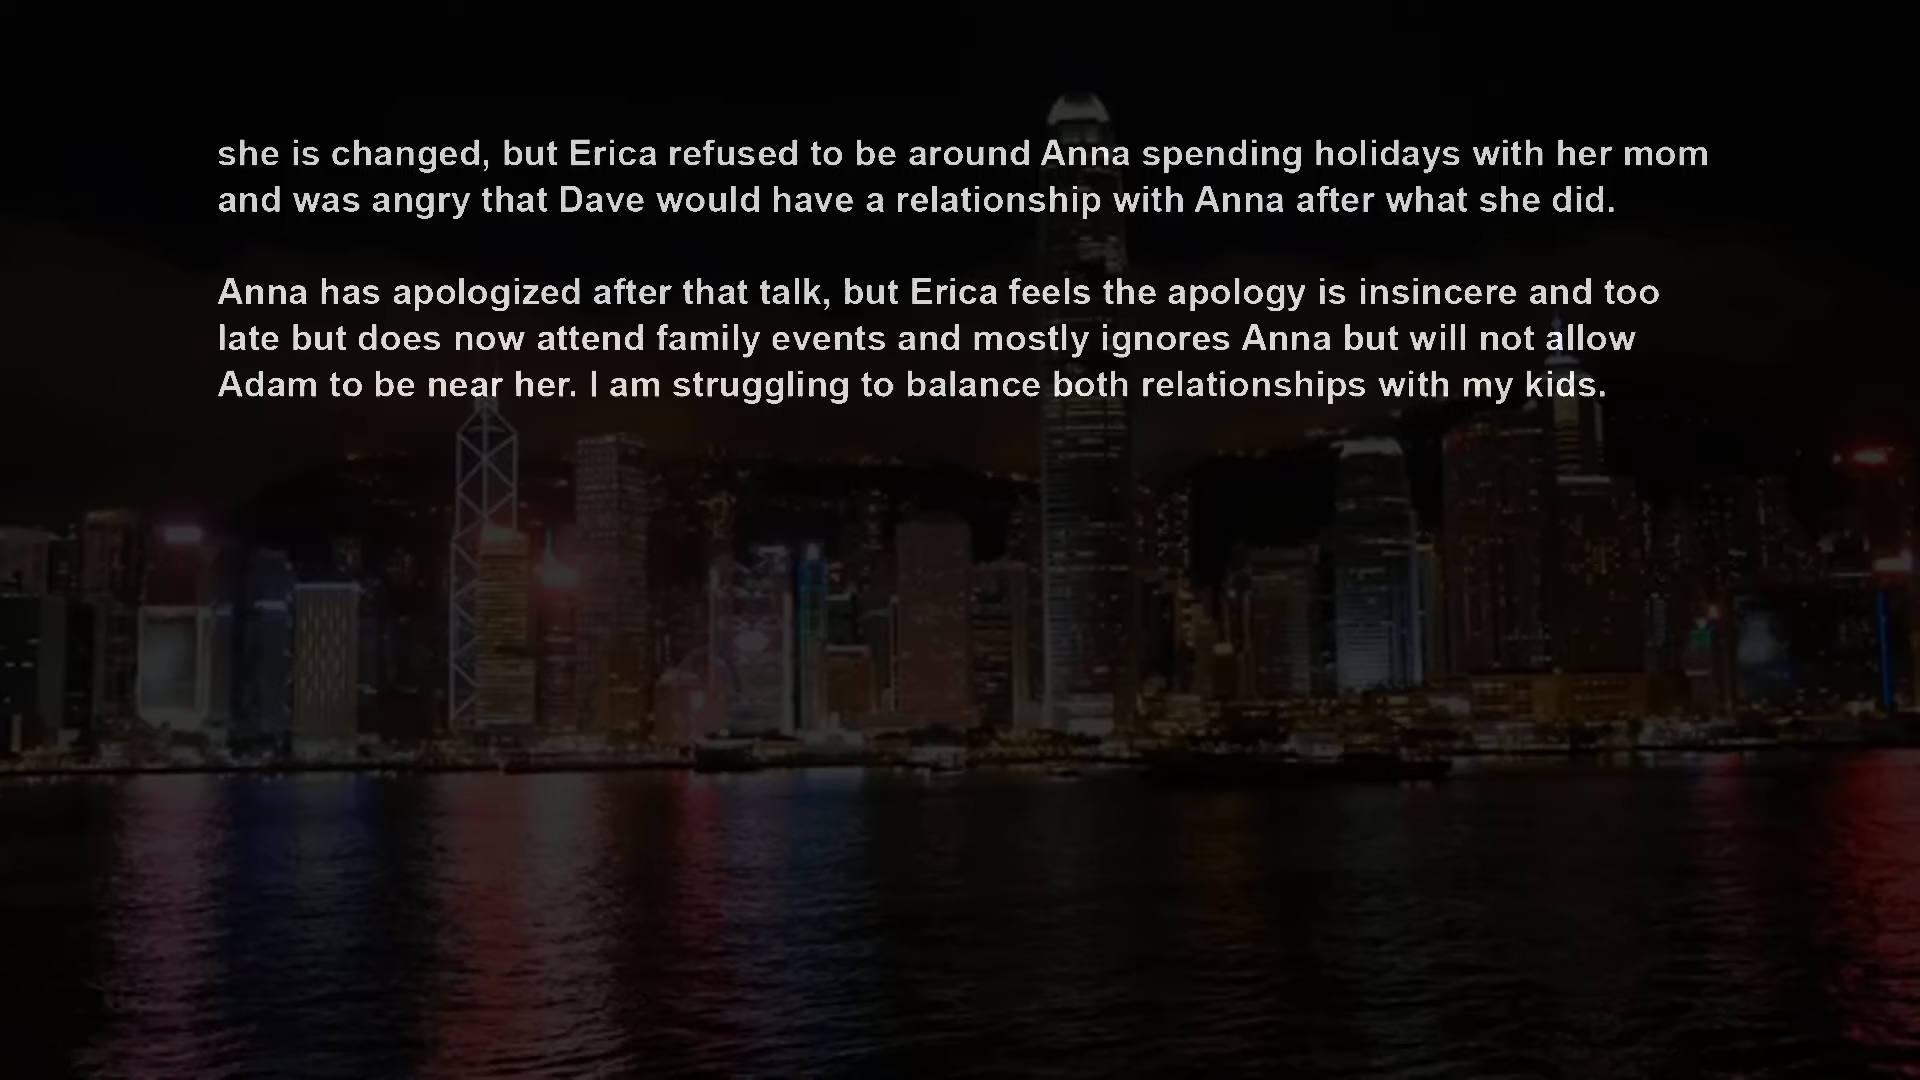 she is changed, but Erica refused to be around Anna spending holidays with her mom
and was angry that Dave would have a relationship with Anna after what she did.
Anna has apologized after that talk, but Erica feels the apology is insincere and too
late but does now attend family events and mostly ignores Anna but will not allow
Adam to be near her. I am struggling to balance both relationships with my kids.